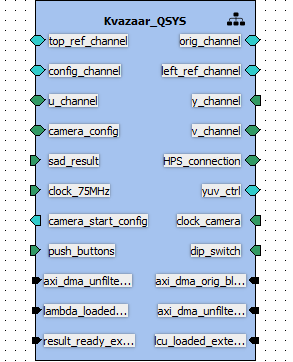 Kvazaar_QSYS
top_ref_channel orig_channel
config_channel left_ref_channel
u_channel y_channel
camera_config v_channel
sad_result HPS_connection
clock_75MHz yuv_ctrl
camera_start_config clock_camera
push_buttons dip_switch
axi_dma_unfilte... axi_dma_orig_bl...
lambda_loaded... axi_dma_unfilte...
result_ready_ex... lcu_loaded_exte...